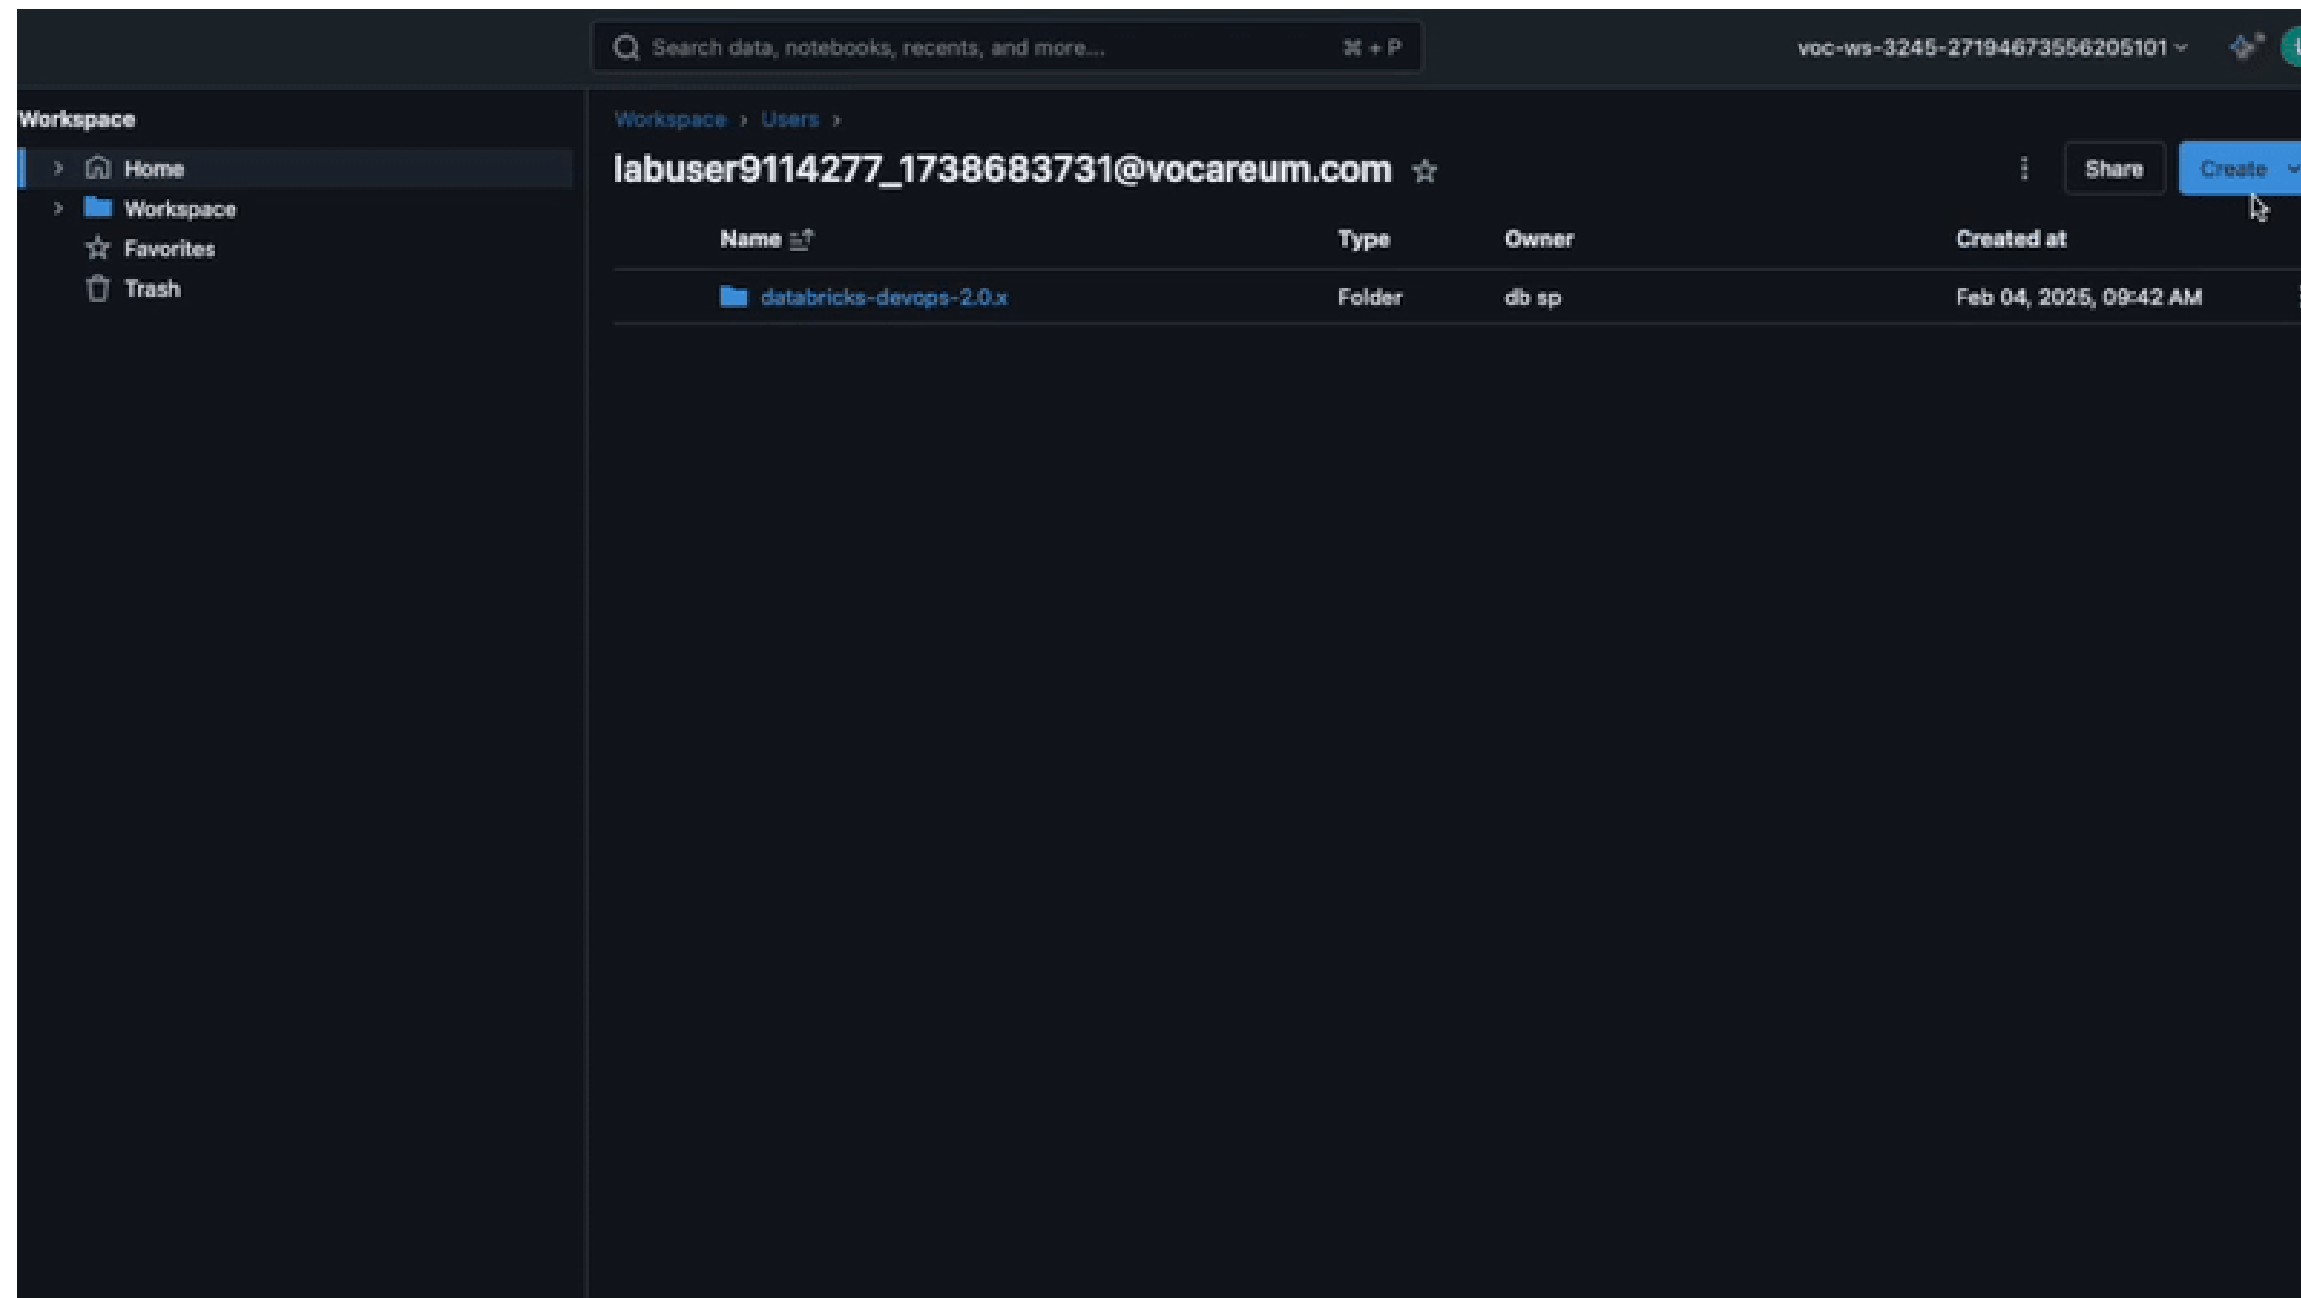 Search data, notebooks, recents, and more... ⌘ + P
voc-ws-3245-27194673556205101
Workspace
Home
Workspace
Favorites
Trash
Workspace › Users ›
labuser9114277_1738683731@vocareum.com
Share
Create
Name Type Owner Created at
databricks-devops-2.0.x Folder db sp Feb 04, 2025, 09:42 AM